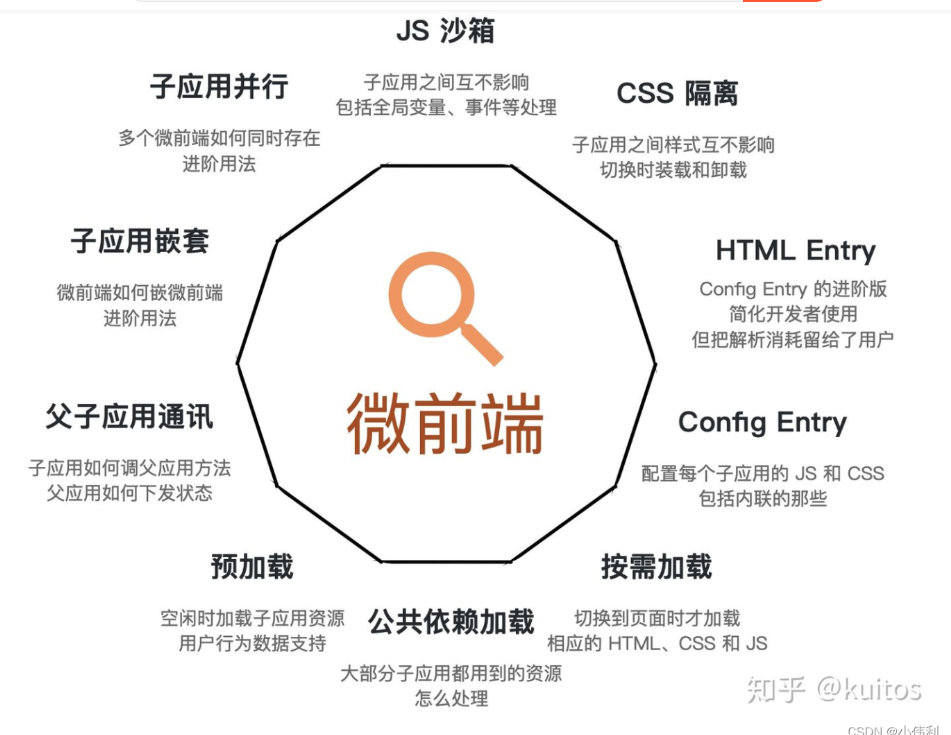 JS 沙箱
子应用之间互不影响
包括全局变量、事件等处理
CSS 隔离
子应用之间样式互不影响
切换时装载和卸载
HTML Entry
Config Entry 的进阶版
简化开发者使用
但把解析消耗留给了用户
Config Entry
配置每个子应用的 JS 和 CSS
包括内联的那些
按需加载
切换到页面时才加载
相应的 HTML、CSS 和 JS
公共依赖加载
大部分子应用都用到的资源
怎么处理
预加载
空闲时加载子应用资源
用户行为数据支持
父子应用通讯
子应用如何调父应用方法
父应用如何下发状态
子应用嵌套
微前端如何嵌微前端
进阶用法
子应用并行
多个微前端如何同时存在
进阶用法
微前端
知乎 @kuitos
CSDN @小伟利